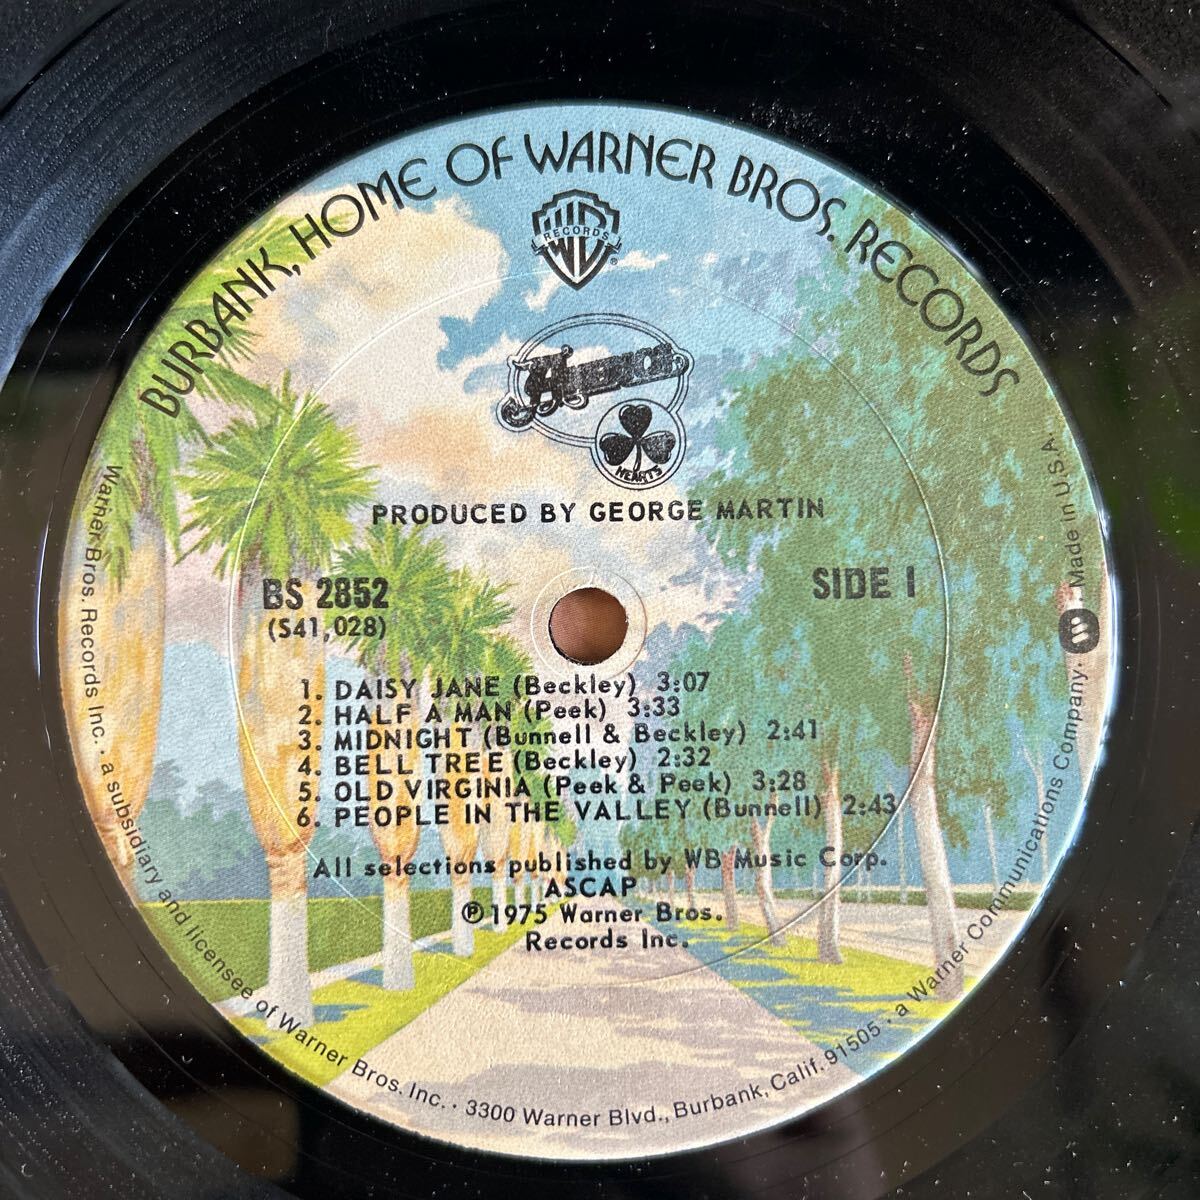 BURBANK, HOME OF WARNER BROS. RECORDS
RECORDS
America
HEARTS
PRODUCED BY GEORGE MARTIN
BS 2852
(S41,028)
SIDE 1
1. DAISY JANE (Beckley) 3:07
2. HALF A MAN (Peek) 3:33
3. MIDNIGHT (Bunnell & Beckley) 2:41
4. BELL TREE (Beckley) 2:32
5. OLD VIRGINIA (Peek & Peek) 3:28
6. PEOPLE IN THE VALLEY (Bunnell) 2:43
All selections published by WB Music Corp.
ASCAP
℗ 1975 Warner Bros.
Records Inc.
Warner Bros. Records Inc. · a subsidiary and licensee of Warner Bros. Inc. · 3300 Warner Blvd., Burbank, Calif. 91505 · a Warner Communications Company. · Made in U.S.A.